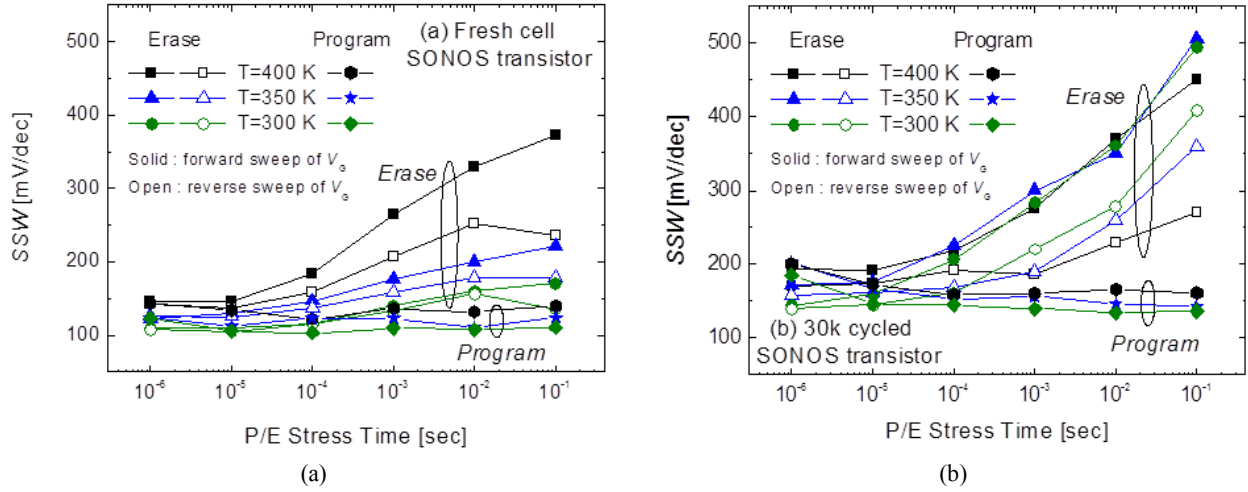 (a) Fresh cell
SONOS transistor
Erase Program
T=400 K
T=350 K
T=300 K
Solid : forward sweep of V_G
Open : reverse sweep of V_G
Erase
Program
500
400
300
200
100
SSW [mV/dec]
10^-6 10^-5 10^-4 10^-3 10^-2 10^-1
P/E Stress Time [sec]
(a)
Erase Program
T=400 K
T=350 K
T=300 K
Solid : forward sweep of V_G
Open : reverse sweep of V_G
Erase
(b) 30k cycled
SONOS transistor
Program
500
400
300
200
100
SSW [mV/dec]
10^-6 10^-5 10^-4 10^-3 10^-2 10^-1
P/E Stress Time [sec]
(b)